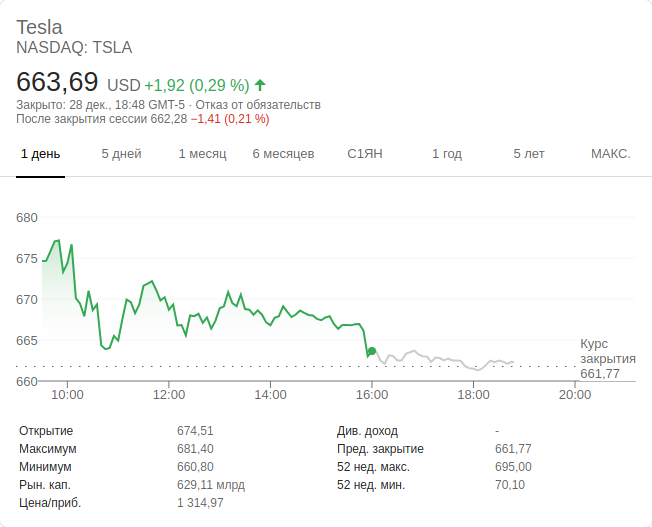 Tesla
NASDAQ: TSLA
663,69 USD +1,92 (0,29 %)
Закрыто: 28 дек., 18:48 GMT-5 · Отказ от обязательств
После закрытия сессии 662,28 −1,41 (0,21 %)
1 день 5 дней 1 месяц 6 месяцев С1ЯН 1 год 5 лет МАКС.
680
675
670
665
660
Курс
закрытия
661,77
10:00 12:00 14:00 16:00 18:00 20:00
Открытие 674,51 Див. доход -
Максимум 681,40 Пред. закрытие 661,77
Минимум 660,80 52 нед. макс. 695,00
Рын. кап. 629,11 млрд 52 нед. мин. 70,10
Цена/приб. 1 314,97